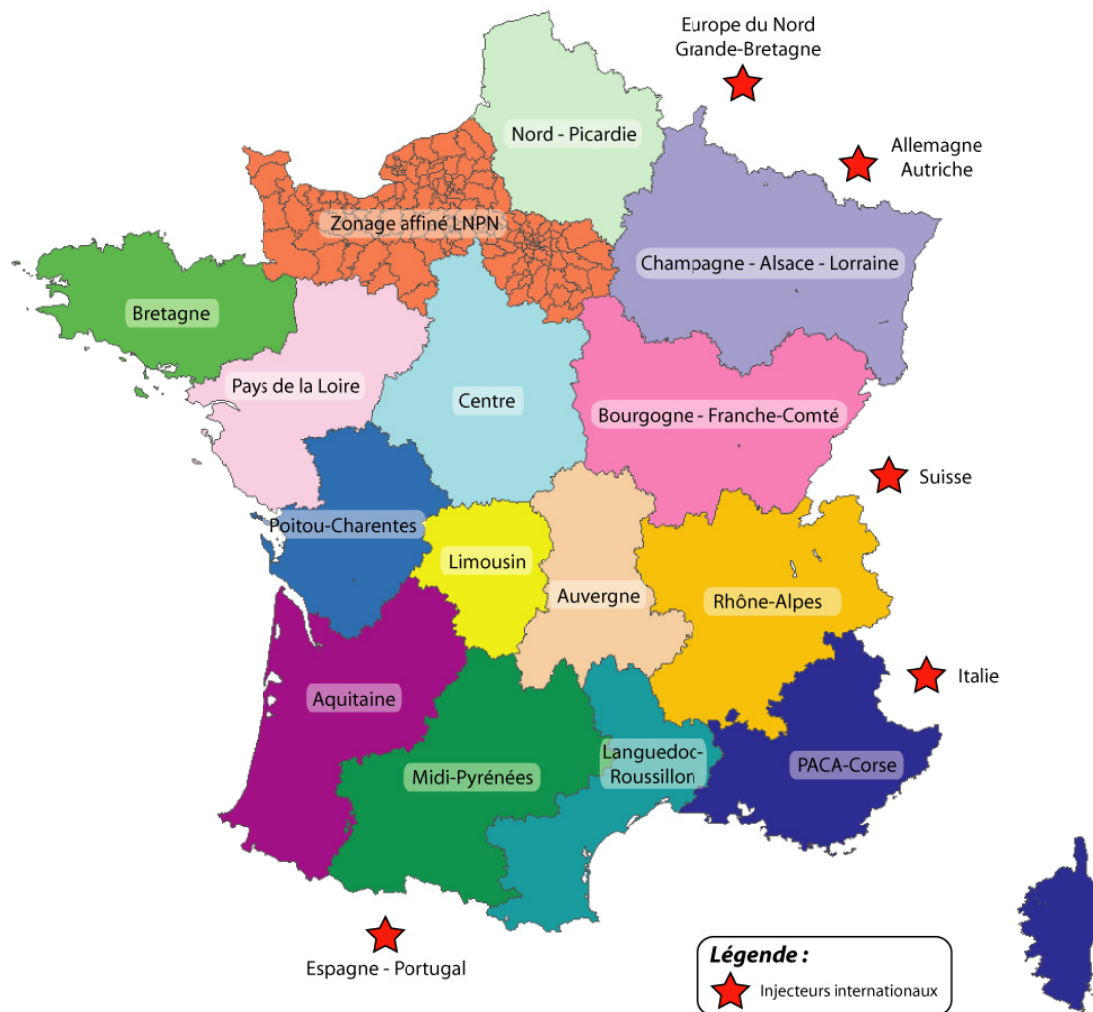 Europe du Nord
Grande-Bretagne
Nord - Picardie
Allemagne
Autriche
Zonage affiné LNPN
Champagne - Alsace - Lorraine
Bretagne
Pays de la Loire
Centre
Bourgogne - Franche-Comté
Suisse
Poitou-Charentes
Limousin
Auvergne
Rhône-Alpes
Italie
Aquitaine
Languedoc-
Roussillon
Midi-Pyrénées
PACA-Corse
Espagne - Portugal
Légende :
Injecteurs internationaux